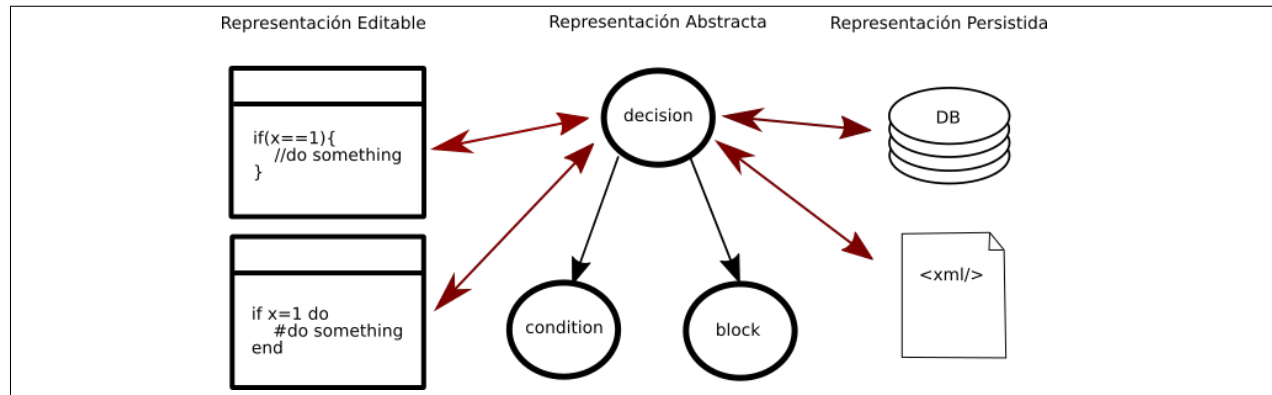 Representación Editable
Representación Abstracta
Representación Persistida
if(x==1){
//do something
}
if x=1 do
#do something
end
decision
condition
block
DB
<xml/>